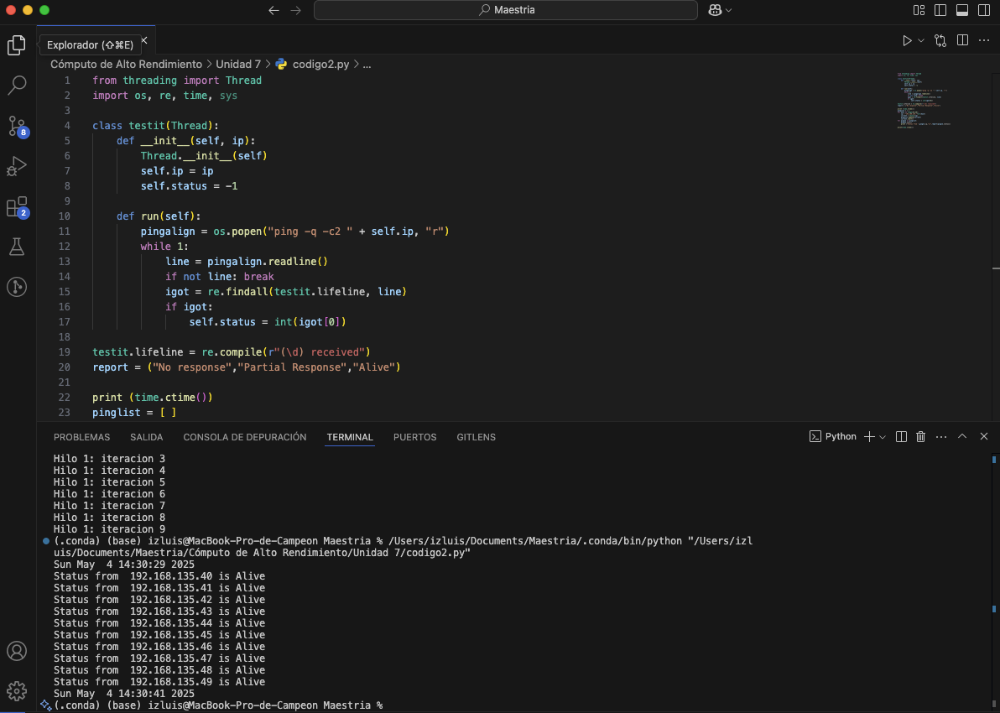 Maestria
Explorador (⇧⌘E)
Cómputo de Alto Rendimiento > Unidad 7 > codigo2.py > ...
1 from threading import Thread
2 import os, re, time, sys
3
4 class testit(Thread):
5     def __init__(self, ip):
6         Thread.__init__(self)
7         self.ip = ip
8         self.status = -1
9
10     def run(self):
11         pingalign = os.popen("ping -q -c2 " + self.ip, "r")
12         while 1:
13             line = pingalign.readline()
14             if not line: break
15             igot = re.findall(testit.lifeline, line)
16             if igot:
17                 self.status = int(igot[0])
18
19 testit.lifeline = re.compile(r"(\d) received")
20 report = ("No response","Partial Response","Alive")
21
22 print (time.ctime())
23 pinglist = [ ]
8
2
PROBLEMAS SALIDA CONSOLA DE DEPURACIÓN TERMINAL PUERTOS GITLENS Python
Hilo 1: iteracion 3
Hilo 1: iteracion 4
Hilo 1: iteracion 5
Hilo 1: iteracion 6
Hilo 1: iteracion 7
Hilo 1: iteracion 8
Hilo 1: iteracion 9
(.conda) (base) izluis@MacBook-Pro-de-Campeon Maestria % /Users/izluis/Documents/Maestria/.conda/bin/python "/Users/izl
uis/Documents/Maestria/Cómputo de Alto Rendimiento/Unidad 7/codigo2.py"
Sun May  4 14:30:29 2025
Status from  192.168.135.40 is Alive
Status from  192.168.135.41 is Alive
Status from  192.168.135.42 is Alive
Status from  192.168.135.43 is Alive
Status from  192.168.135.44 is Alive
Status from  192.168.135.45 is Alive
Status from  192.168.135.46 is Alive
Status from  192.168.135.47 is Alive
Status from  192.168.135.48 is Alive
Status from  192.168.135.49 is Alive
Sun May  4 14:30:41 2025
(.conda) (base) izluis@MacBook-Pro-de-Campeon Maestria %